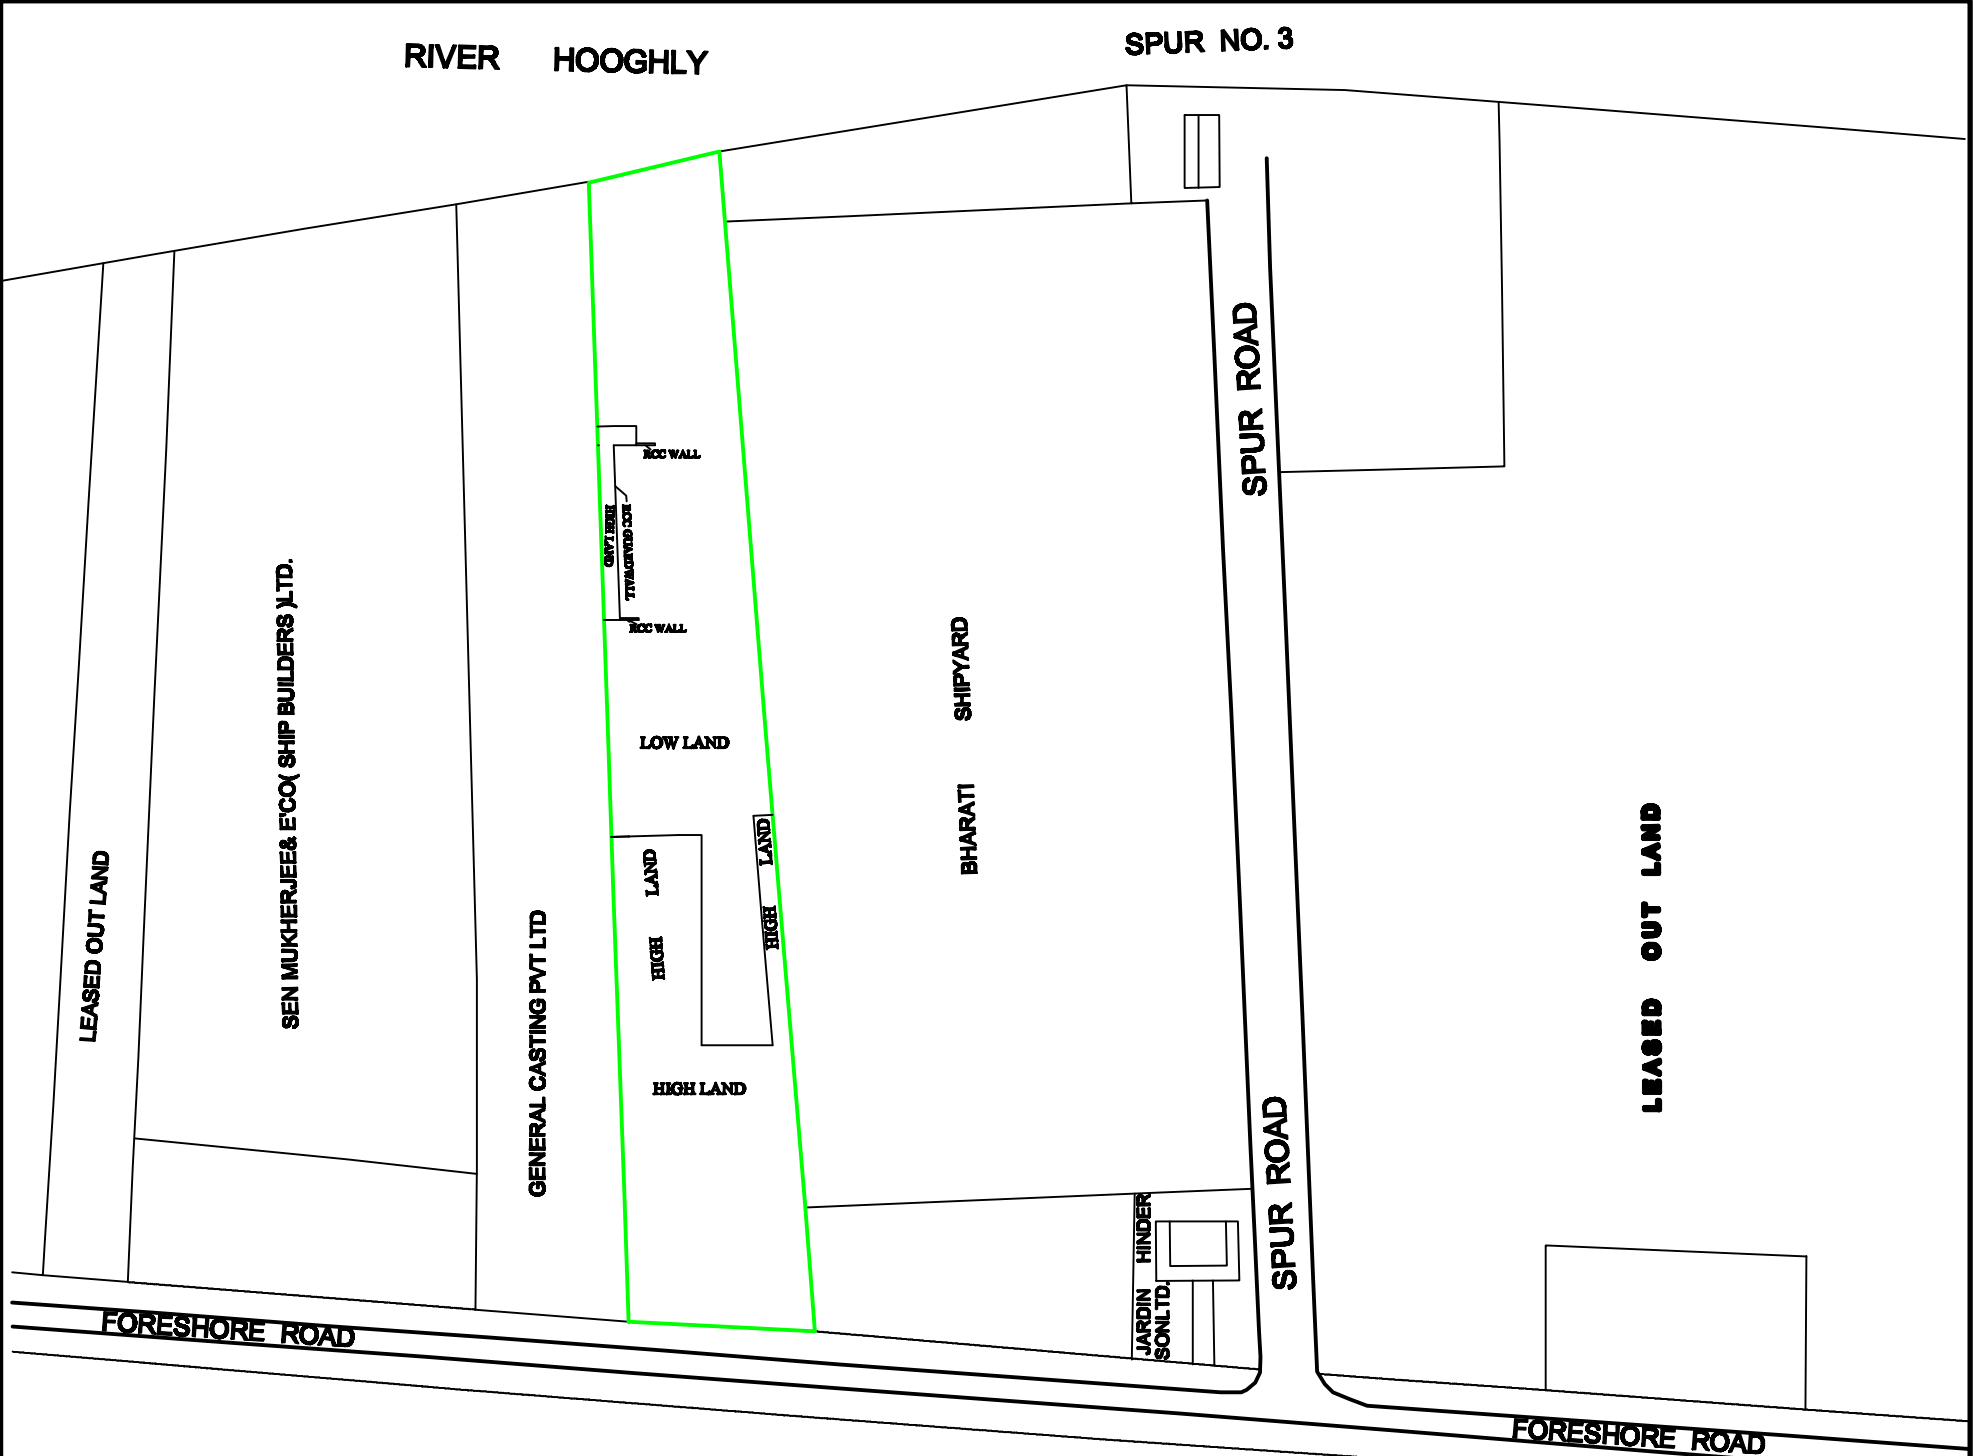 RIVER HOOGHLY
SPUR NO. 3
SPUR ROAD
RCC WALL
HIGH LAND
RCC GUARDWALL
RCC WALL
SEN MUKHERJEE& E'CO( SHIP BUILDERS )LTD.
BHARATI SHIPYARD
LOW LAND
LEASED OUT LAND
LEASED OUT LAND
GENERAL CASTING PVT LTD
HIGH LAND
HIGH LAND
HIGH LAND
SPUR ROAD
JARDIN HINDER
SONLTD.
FORESHORE ROAD
FORESHORE ROAD